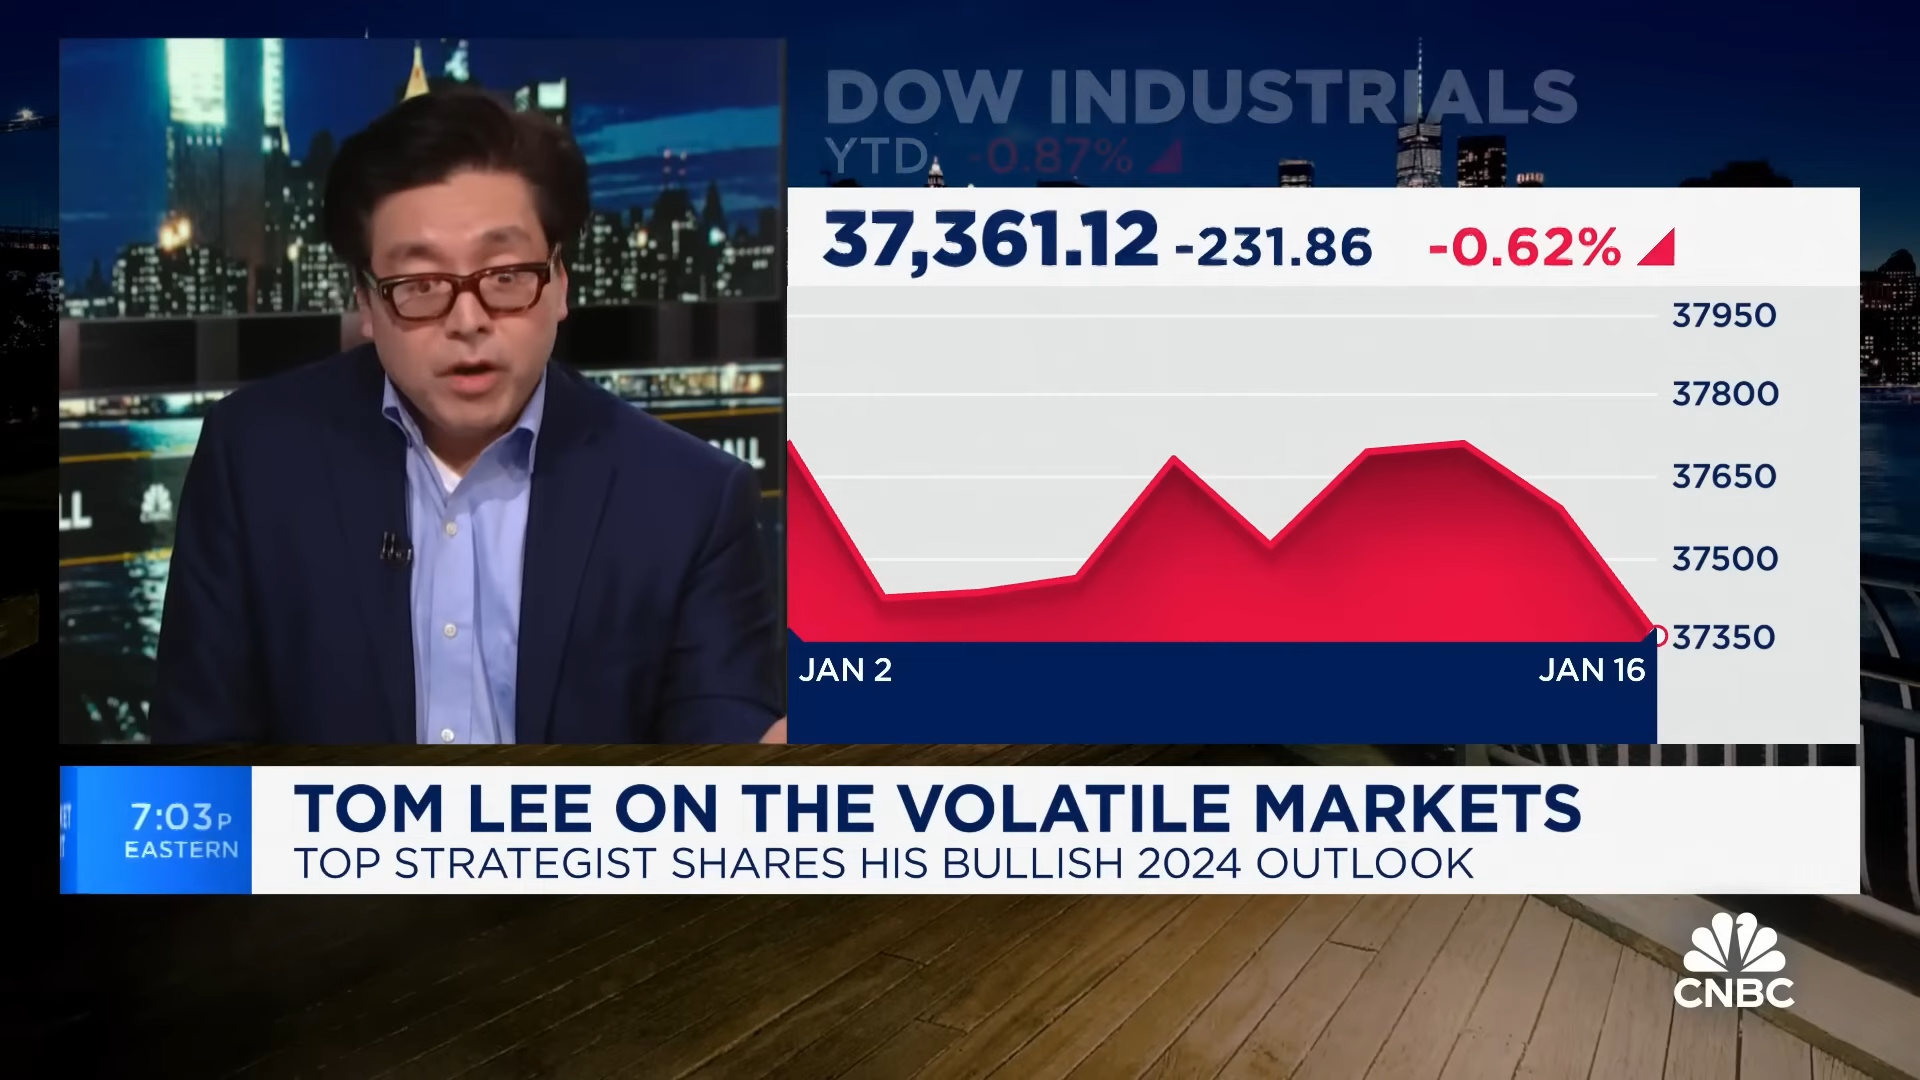 DOW INDUSTRIALS
YTD -0.87%
37,361.12 -231.86 -0.62%
37950
37800
37650
37500
37350
JAN 2 JAN 16
ALL
LL
7:03P
EASTERN
TOM LEE ON THE VOLATILE MARKETS
TOP STRATEGIST SHARES HIS BULLISH 2024 OUTLOOK
CNBC